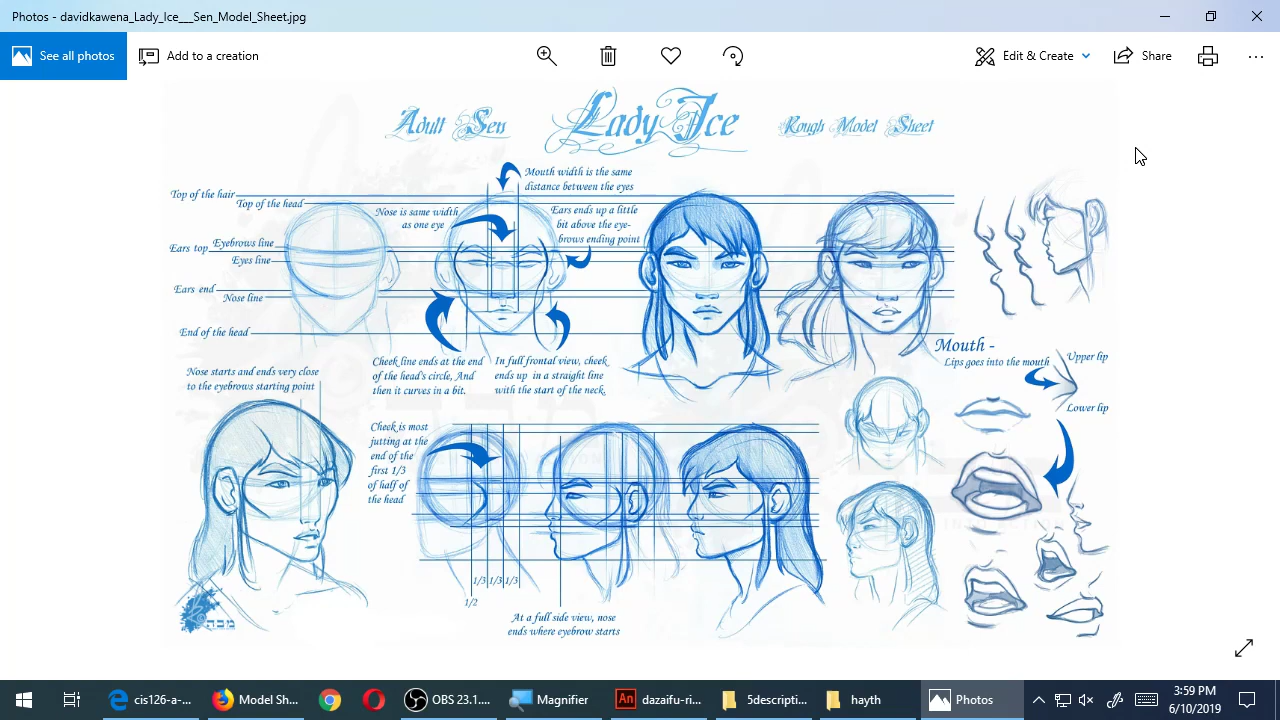 Photos - davidkawena_Lady_Ice___Sen_Model_Sheet.jpg
See all photos
Add to a creation
Edit & Create
Share
Adult Sen
Lady Ice
Rough Model Sheet
Mouth width is the same
distance between the eyes
Top of the hair
Top of the head
Nose is same width
as one eye
Ears ends up a little
bit above the eye-
brows ending point
Eyebrows line
Ears top
Eyes line
Ears end
Nose line
End of the head
Mouth -
Lips goes into the mouth
Upper lip
Lower lip
Cheek line ends at the end
of the head's circle, And
then it curves in a bit.
In full frontal view, cheek
ends up in a straight line
with the start of the neck.
Nose starts and ends very close
to the eyebrows starting point
Cheek is most
jutting at the
end of the
first 1/3
of half of
the head
1/3 1/3 1/3
1/2
At a full side view, nose
ends where eyebrow starts
cis126-a-...
Model Sh...
OBS 23.1....
Magnifier
An
dazaifu-ri...
5descripti...
hayth
Photos
3:59 PM
6/10/2019